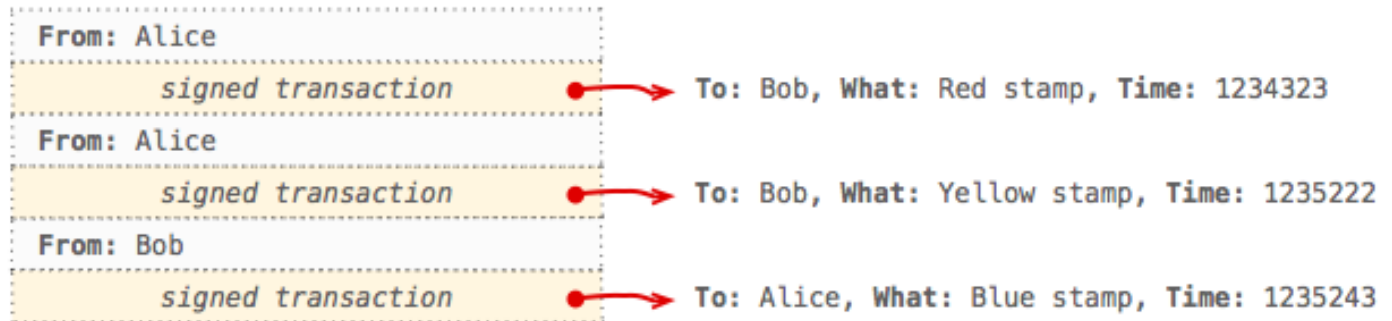 From: Alice
signed transaction To: Bob, What: Red stamp, Time: 1234323
From: Alice
signed transaction To: Bob, What: Yellow stamp, Time: 1235222
From: Bob
signed transaction To: Alice, What: Blue stamp, Time: 1235243